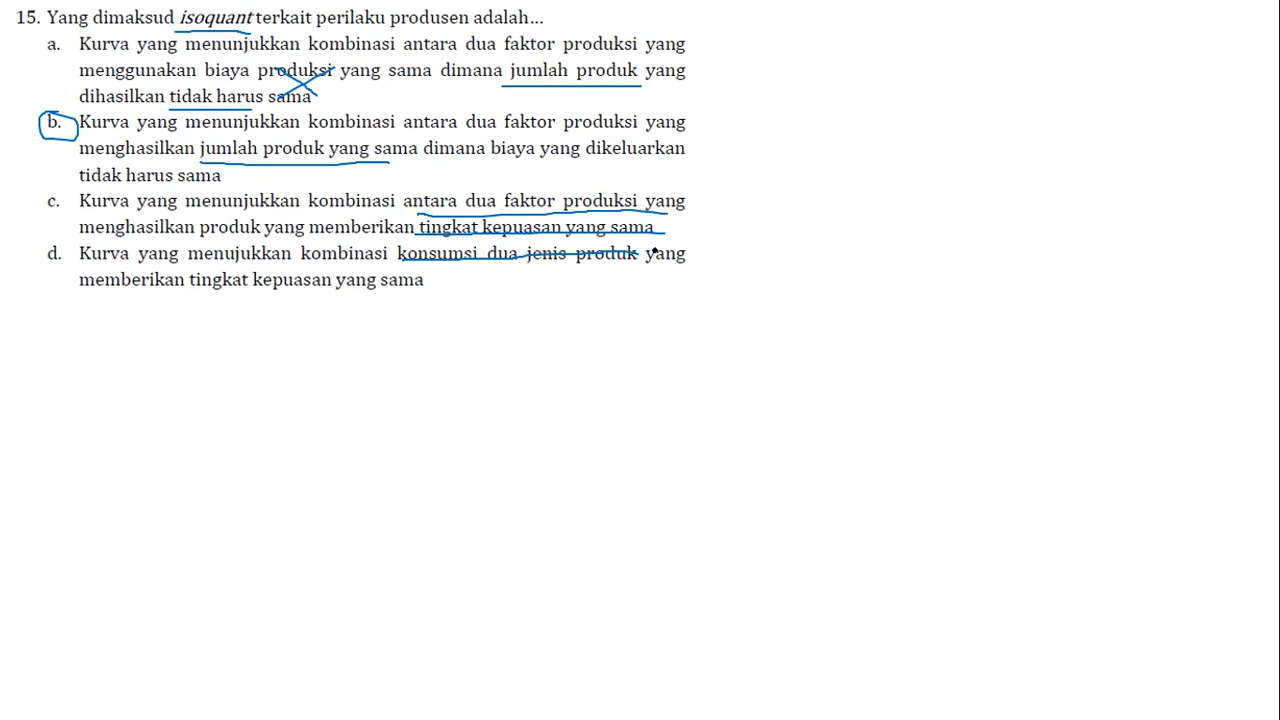 15. Yang dimaksud isoquant terkait perilaku produsen adalah...
a. Kurva yang menunjukkan kombinasi antara dua faktor produksi yang
menggunakan biaya produksi yang sama dimana jumlah produk yang
dihasilkan tidak harus sama
b. Kurva yang menunjukkan kombinasi antara dua faktor produksi yang
menghasilkan jumlah produk yang sama dimana biaya yang dikeluarkan
tidak harus sama
c. Kurva yang menunjukkan kombinasi antara dua faktor produksi yang
menghasilkan produk yang memberikan tingkat kepuasan yang sama
d. Kurva yang menujukkan kombinasi konsumsi dua jenis produk yang
memberikan tingkat kepuasan yang sama